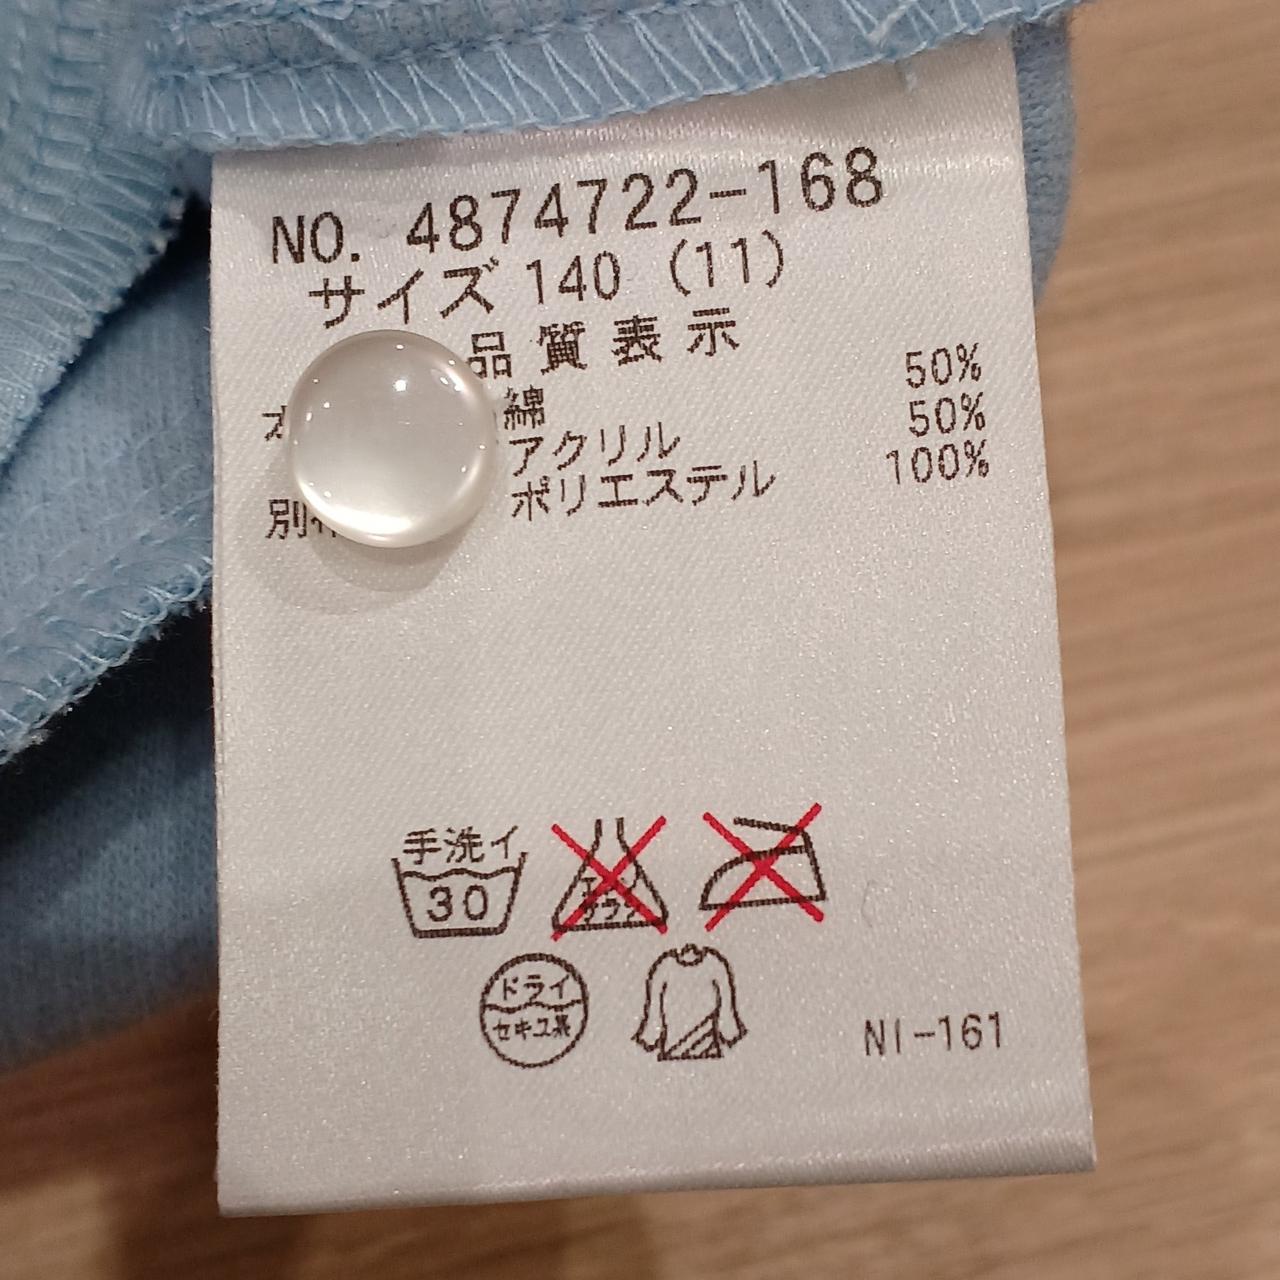 NO. 4874722-168
サイズ 140 (11)
品質表示
綿 50%
アクリル 50%
ポリエステル 100%
手洗イ
30
ドライ
セキユ系
NI-161